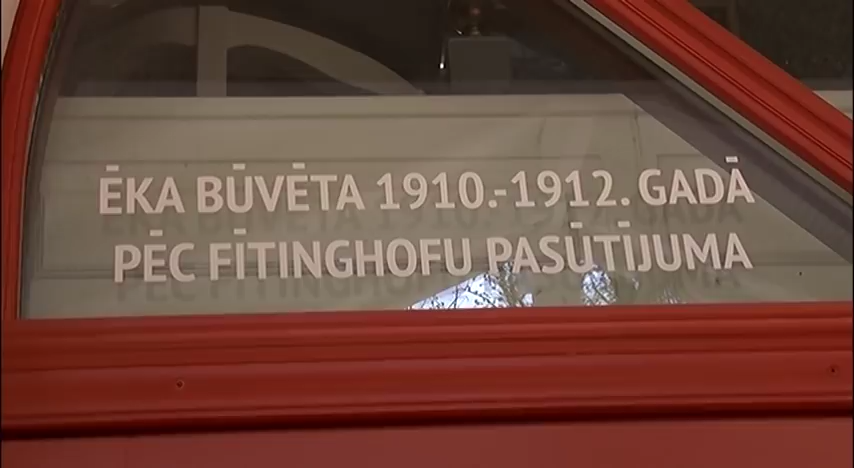 ĒKA BŪVĒTA 1910.-1912. GADĀ
PĒC FĪTINGHOFU PASŪTĪJUMA